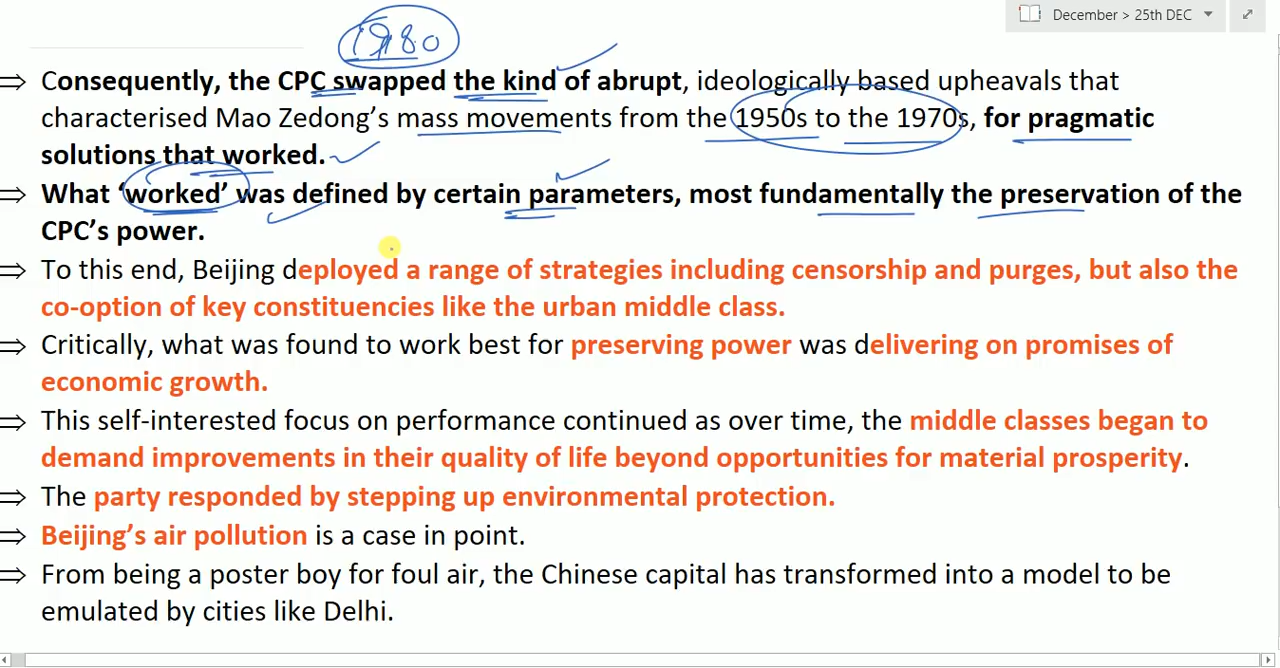 December > 25th DEC
1980
⇒ Consequently, the CPC swapped the kind of abrupt, ideologically based upheavals that
characterised Mao Zedong’s mass movements from the 1950s to the 1970s, for pragmatic
solutions that worked.
⇒ What ‘worked’ was defined by certain parameters, most fundamentally the preservation of the
CPC’s power.
⇒ To this end, Beijing deployed a range of strategies including censorship and purges, but also the
co-option of key constituencies like the urban middle class.
⇒ Critically, what was found to work best for preserving power was delivering on promises of
economic growth.
⇒ This self-interested focus on performance continued as over time, the middle classes began to
demand improvements in their quality of life beyond opportunities for material prosperity.
⇒ The party responded by stepping up environmental protection.
⇒ Beijing’s air pollution is a case in point.
⇒ From being a poster boy for foul air, the Chinese capital has transformed into a model to be
emulated by cities like Delhi.